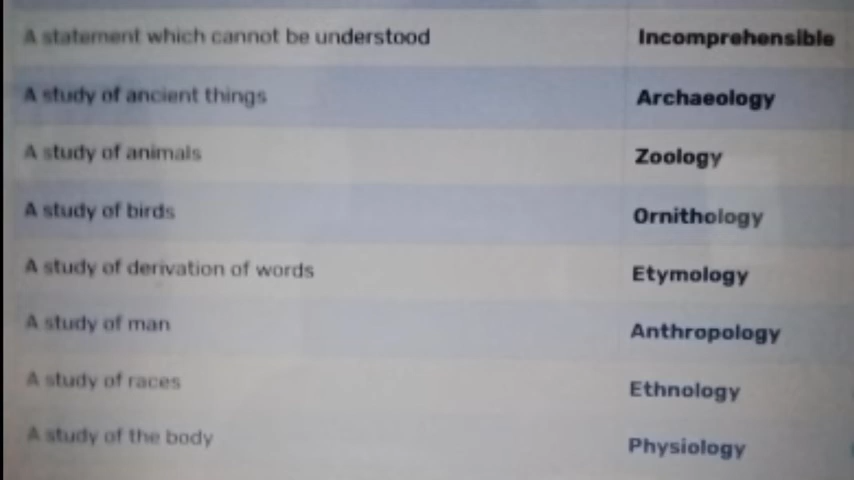 A statement which cannot be understood Incomprehensible
A study of ancient things Archaeology
A study of animals Zoology
A study of birds Ornithology
A study of derivation of words Etymology
A study of man Anthropology
A study of races Ethnology
A study of the body Physiology